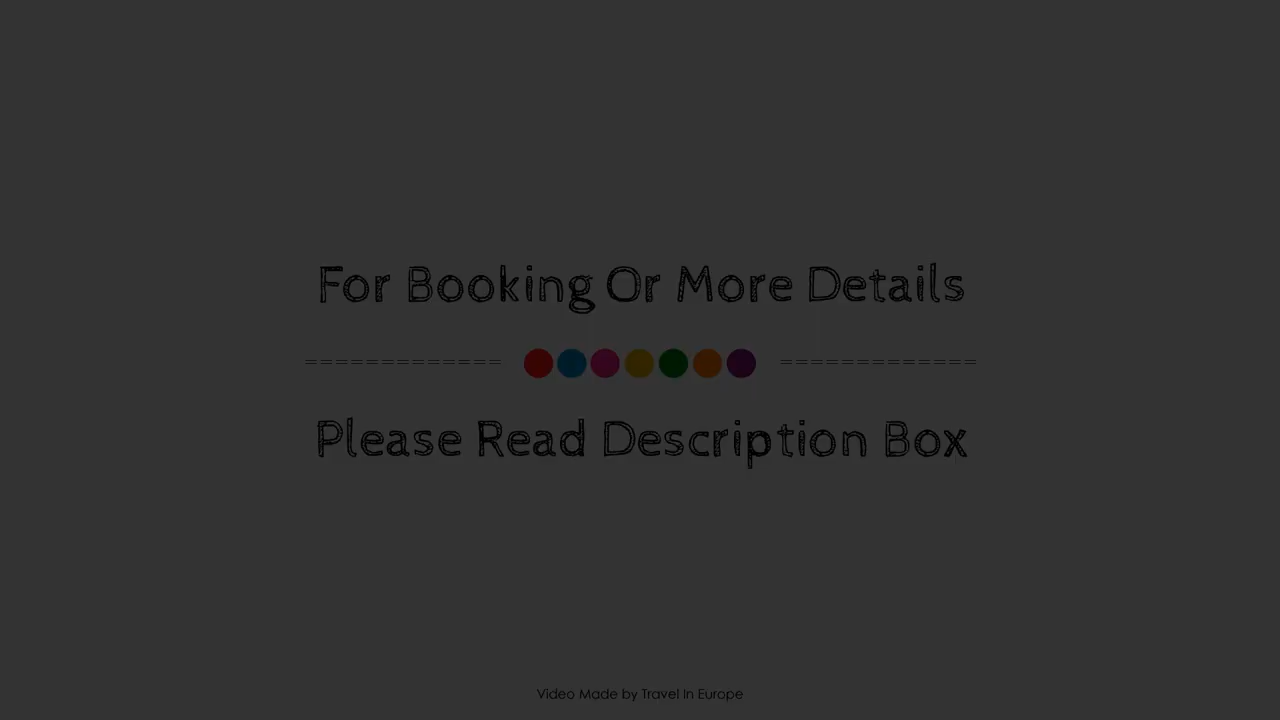 For Booking Or More Details
============= =============
Please Read Description Box
Video Made by Travel In Europe